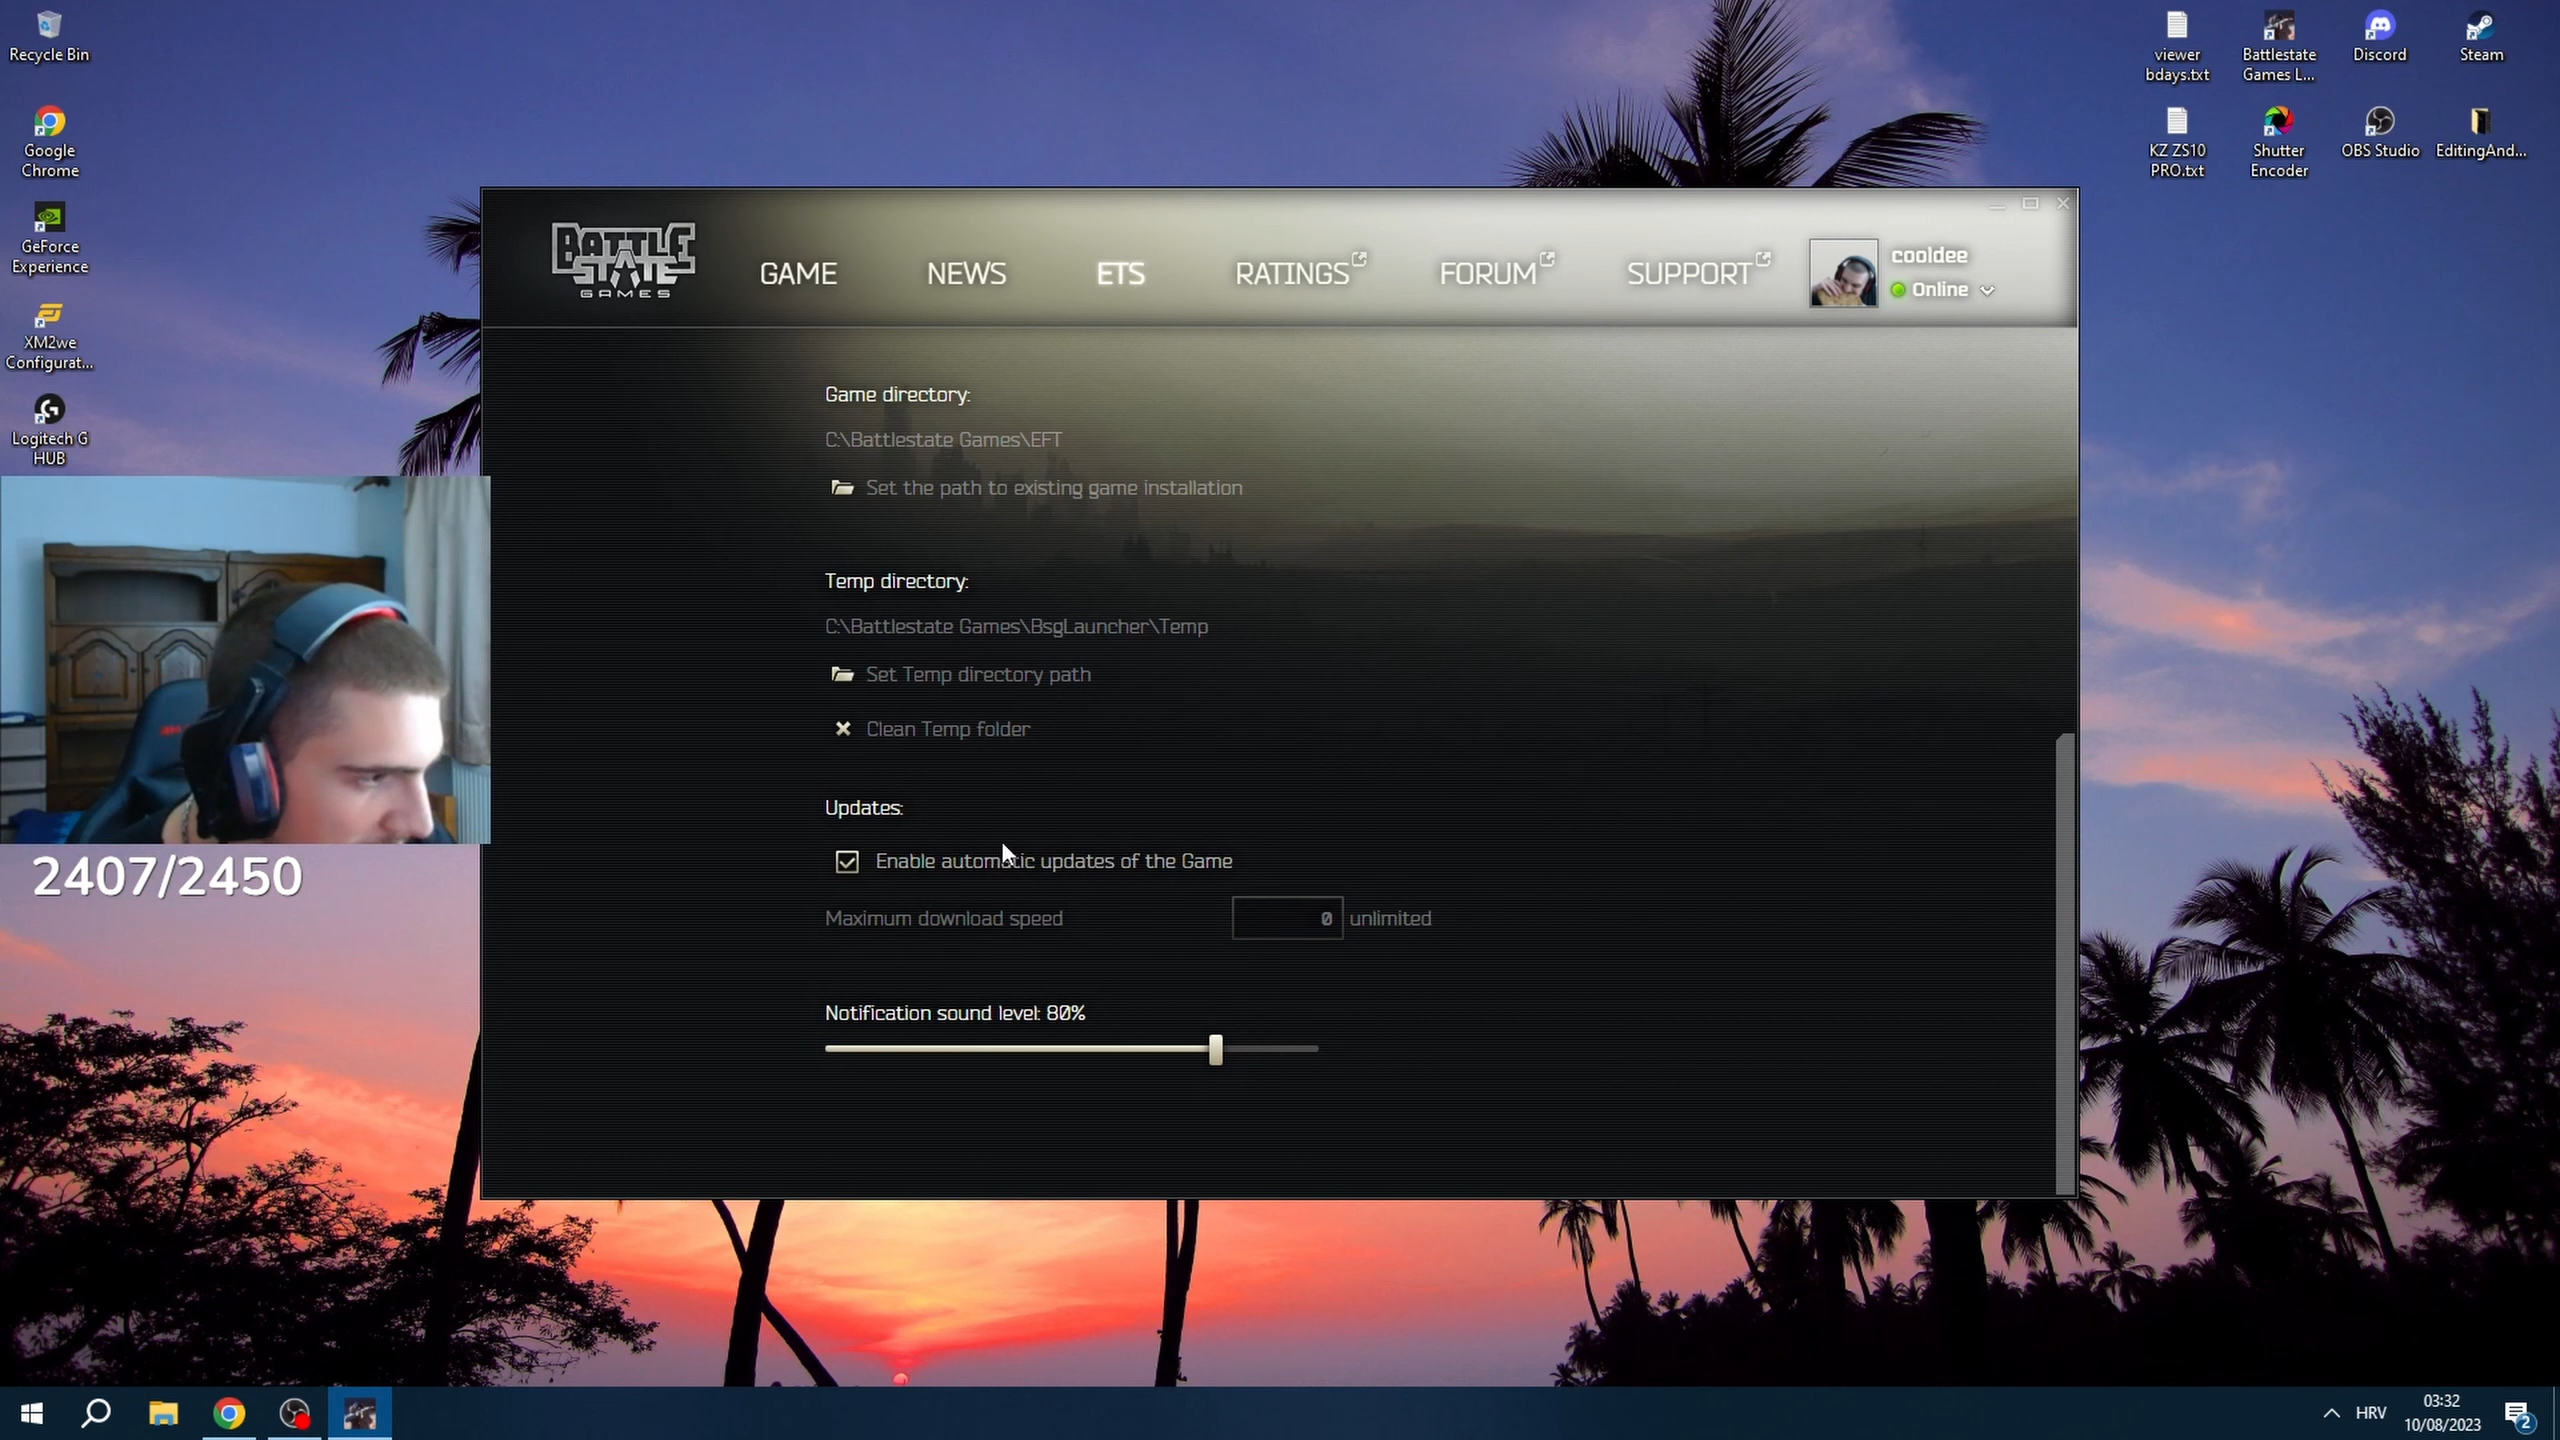 Recycle Bin
Google
Chrome
GeForce
Experience
XM2we
Configurat...
Logitech G
HUB
viewer
bdays.txt
Battlestate
Games L...
Discord
Steam
KZ ZS10
PRO.txt
Shutter
Encoder
OBS Studio
EditingAnd...
BATTLE
STATE
GAMES
GAME
NEWS
ETS
RATINGS
FORUM
SUPPORT
cooldee
Online
Game directory:
C:\Battlestate Games\EFT
Set the path to existing game installation
Temp directory:
C:\Battlestate Games\BsgLauncher\Temp
Set Temp directory path
Clean Temp folder
Updates:
Enable automatic updates of the Game
Maximum download speed
0 unlimited
Notification sound level: 80%
2407/2450
HRV
03:32
10/08/2023
2